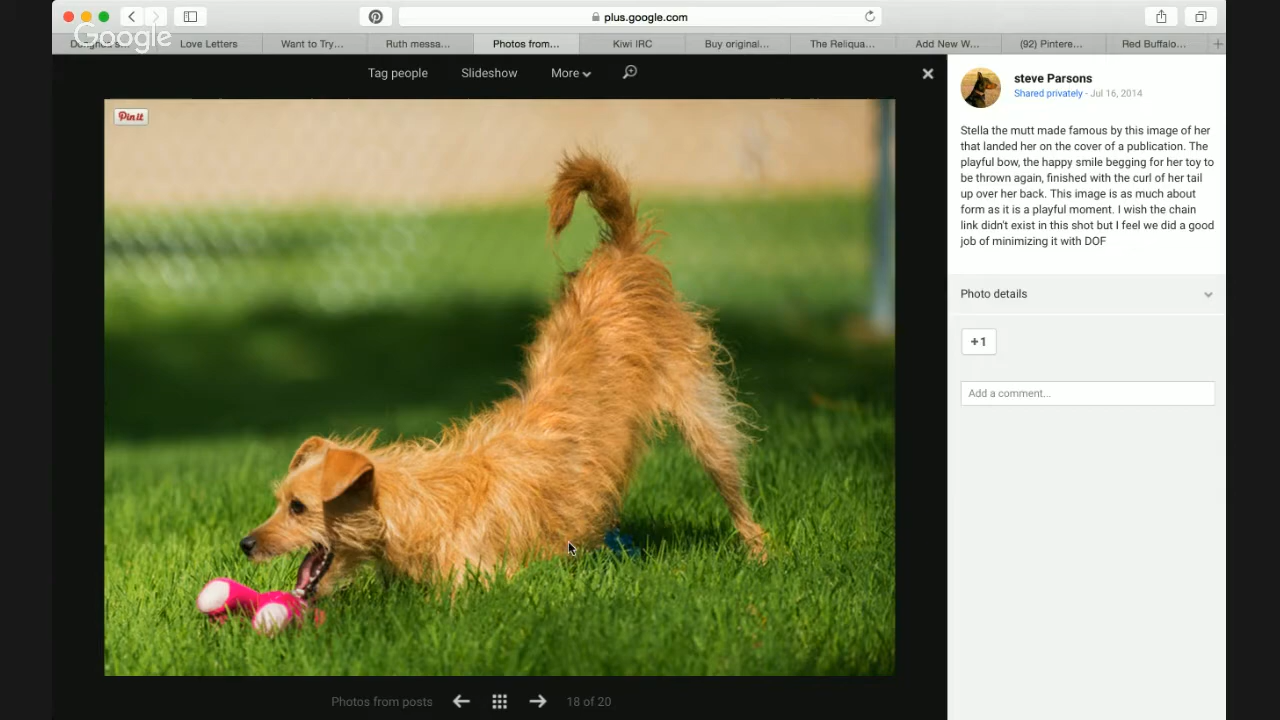 plus.google.com
Google
Love Letters
Want to Try...
Ruth messa...
Photos from...
Kiwi IRC
Buy original...
The Reliqua...
Add New W...
(92) Pintere...
Red Buffalo...
Tag people
Slideshow
More
Pin it
steve Parsons
Shared privately - Jul 16, 2014
Stella the mutt made famous by this image of her
that landed her on the cover of a publication. The
playful bow, the happy smile begging for her toy to
be thrown again, finished with the curl of her tail
up over her back. This image is as much about
form as it is a playful moment. I wish the chain
link didn't exist in this shot but I feel we did a good
job of minimizing it with DOF
Photo details
+1
Add a comment...
Photos from posts
18 of 20